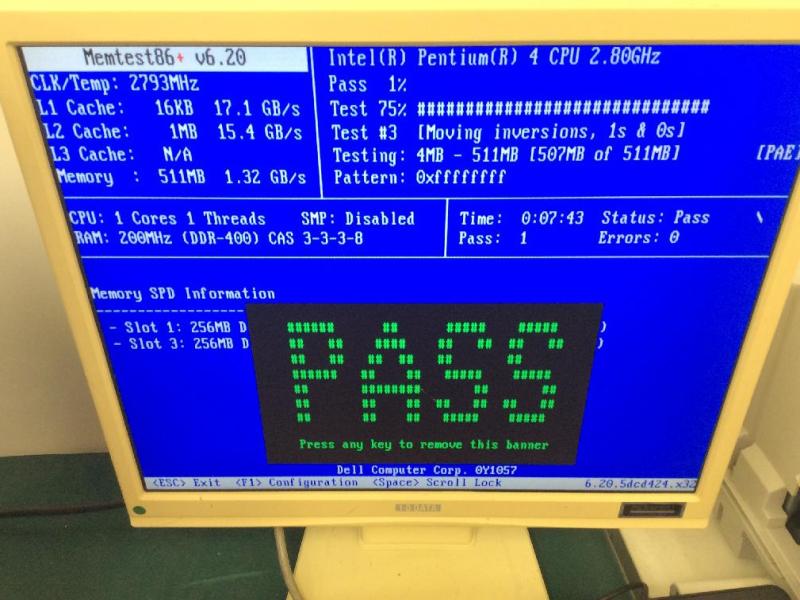 Memtest86+ v6.20
Intel(R) Pentium(R) 4 CPU 2.80GHz
CLK/Temp: 2793MHz
Pass 1%
L1 Cache: 16KB 17.1 GB/s
Test 75% ##############################
L2 Cache: 1MB 15.4 GB/s
Test #3 [Moving inversions, 1s & 0s]
L3 Cache: N/A
Testing: 4MB - 511MB [507MB of 511MB] [PAE]
Memory : 511MB 1.32 GB/s
Pattern: 0xffffffff
CPU: 1 Cores 1 Threads SMP: Disabled
Time: 0:07:43 Status: Pass \
RAM: 200MHz (DDR-400) CAS 3-3-3-8
Pass: 1 Errors: 0
Memory SPD Information
- Slot 1: 256MB D )
- Slot 3: 256MB D )
PASS
Press any key to remove this banner
Dell Computer Corp. 0Y1057
<ESC> Exit <F1> Configuration <Space> Scroll Lock 6.20.5dcd424.x32
I-O DATA